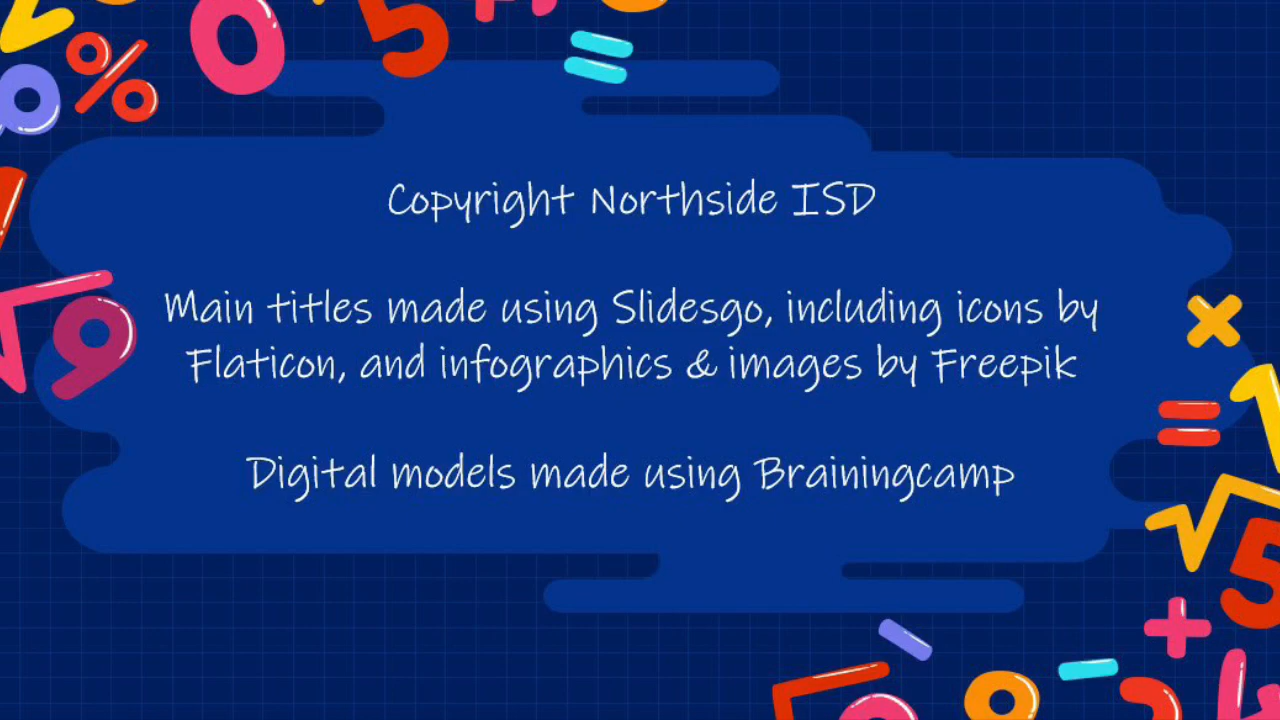 Copyright Northside ISD
Main titles made using Slidesgo, including icons by
Flaticon, and infographics & images by Freepik
Digital models made using Brainingcamp